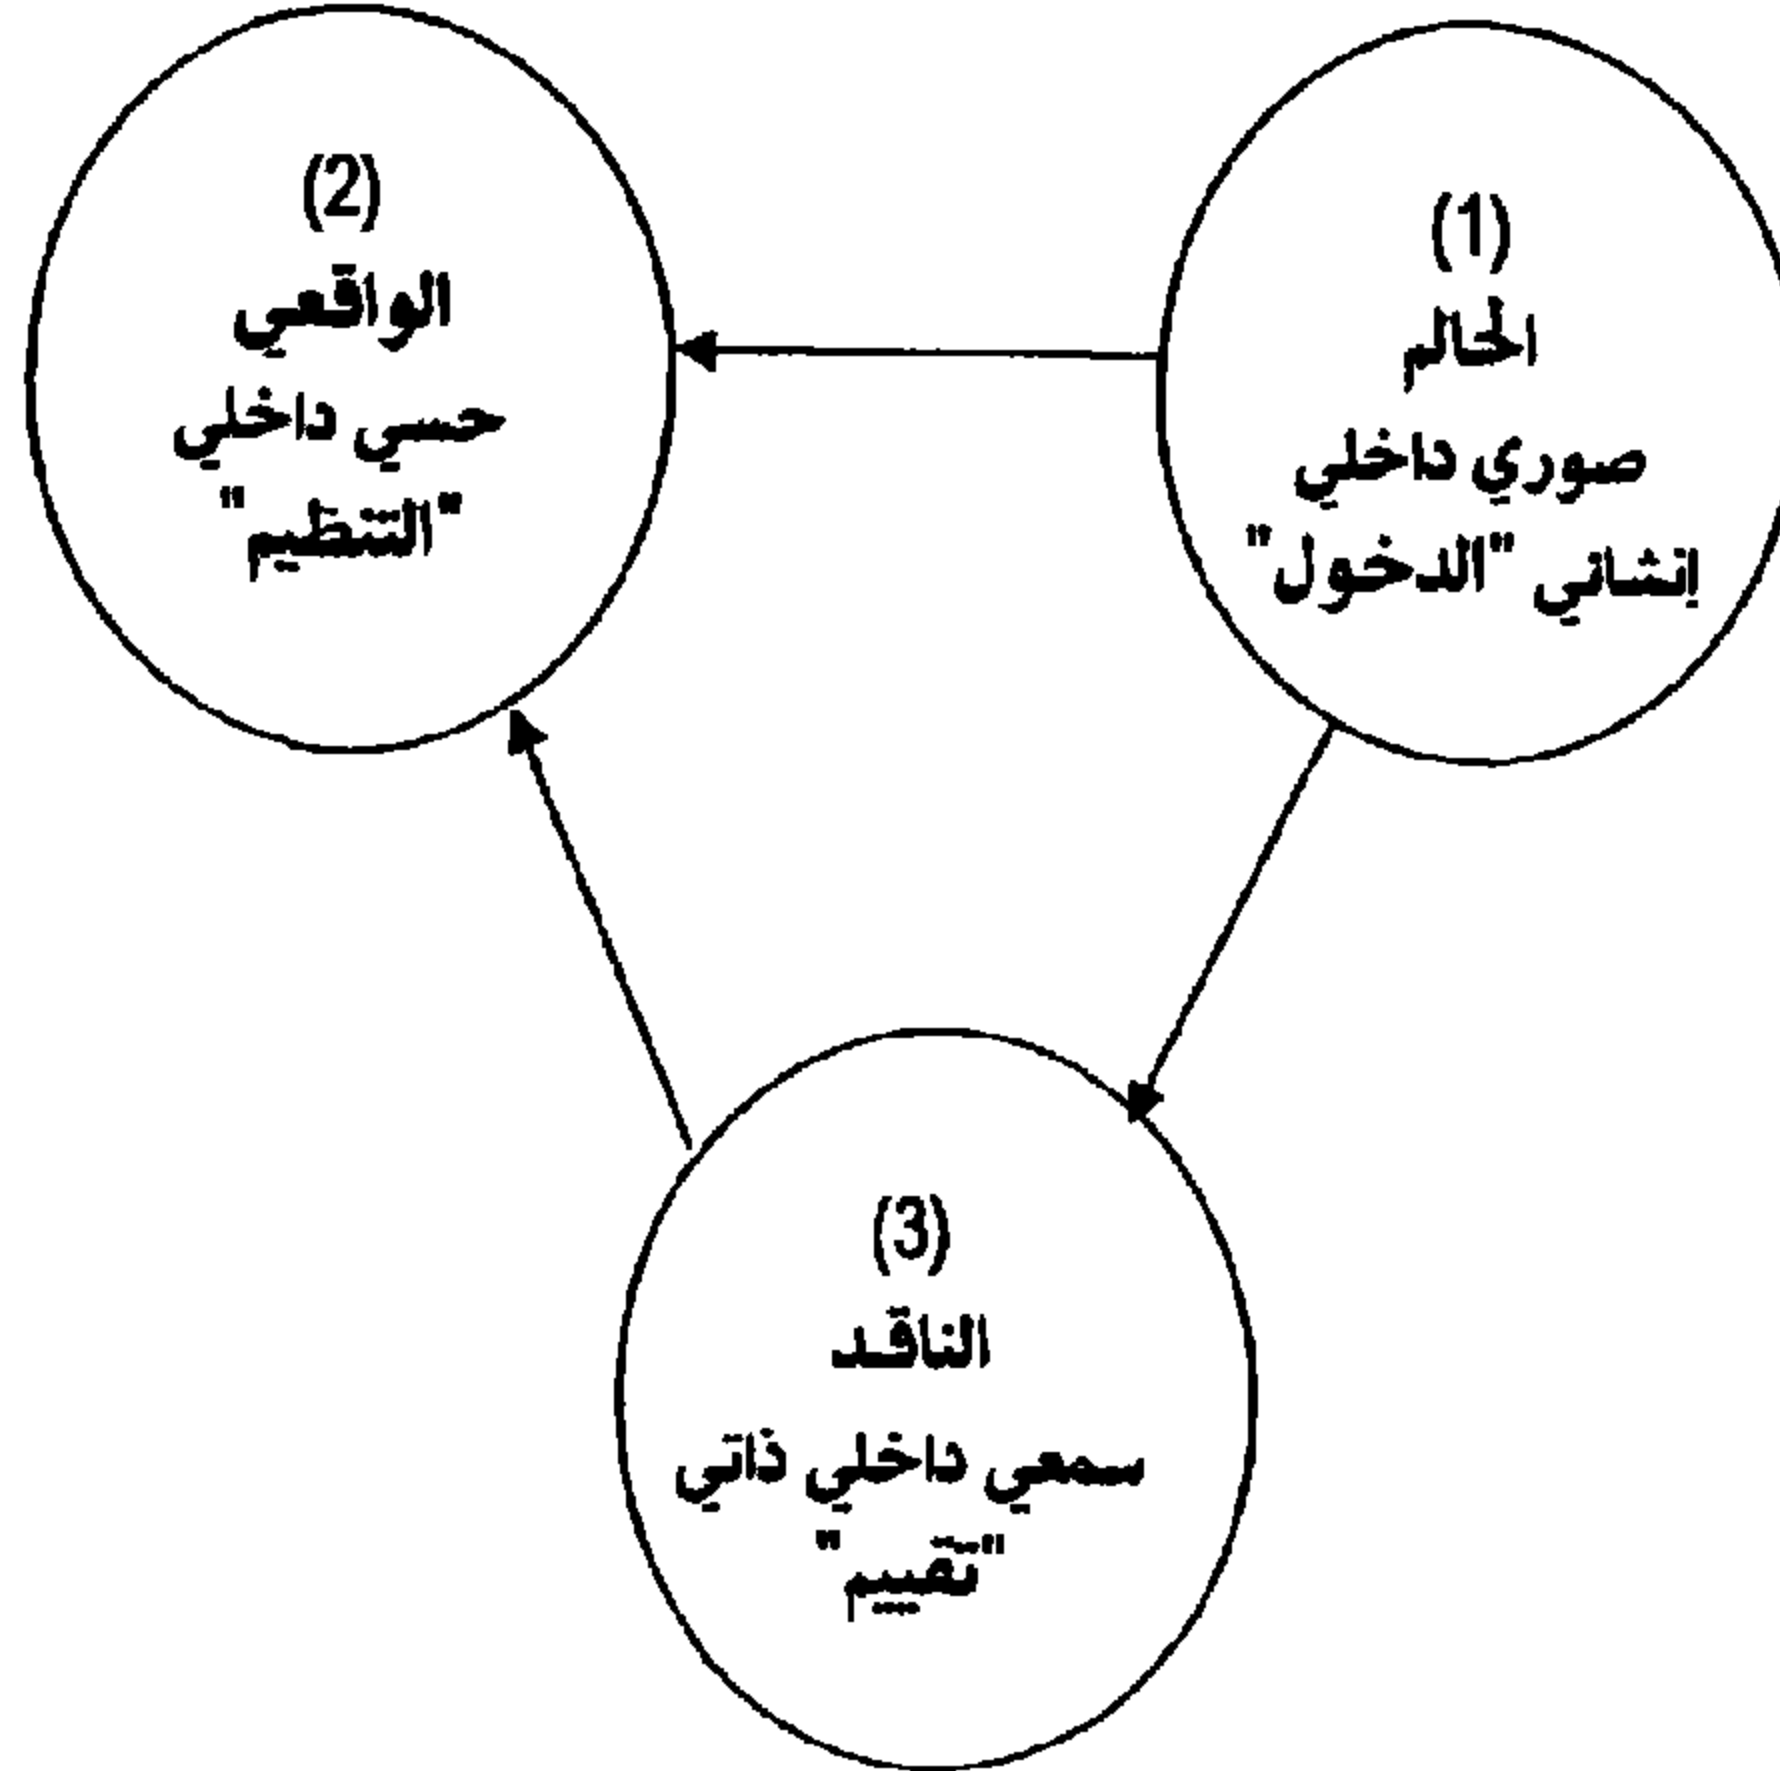 (1)
الحالم
صوري داخلي
إنشائي "الدخول"
(2)
الواقعي
حسي داخلي
"التنظيم"
(3)
الناقد
سمعي داخلي ذاتي
"تقييم"